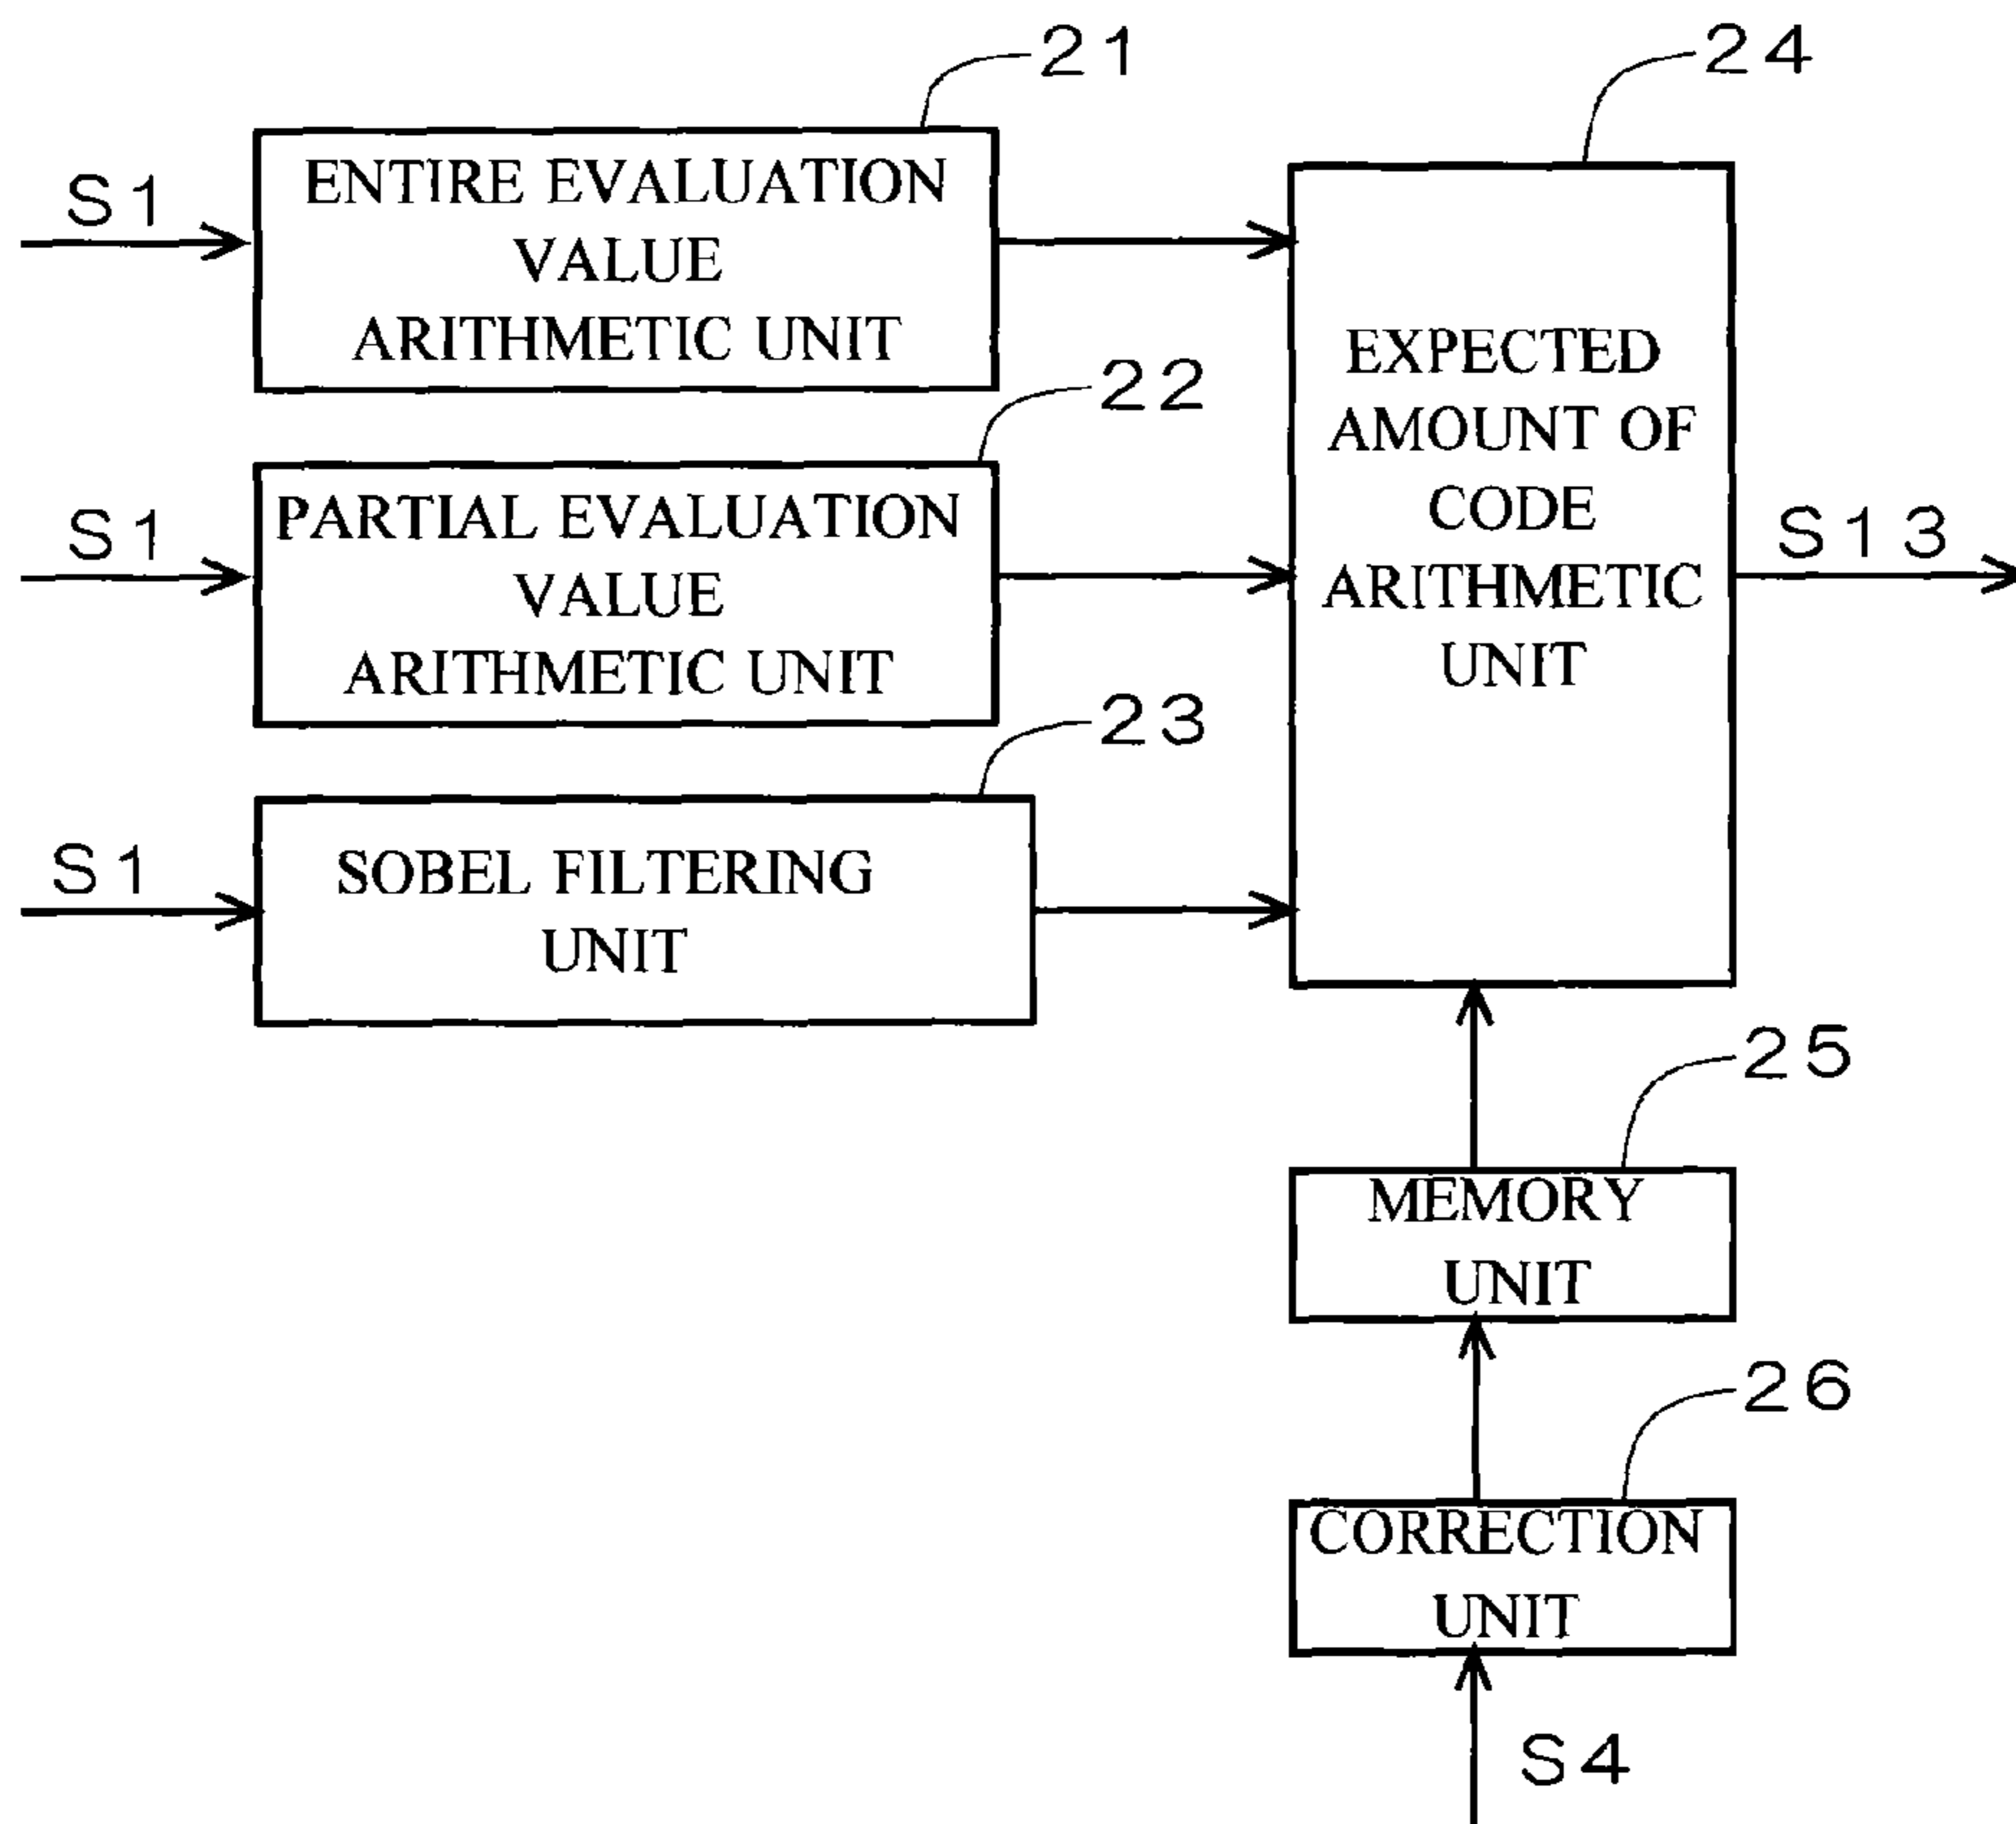 21
24
S1
ENTIRE EVALUATION
VALUE
ARITHMETIC UNIT
22
S1
PARTIAL EVALUATION
VALUE
ARITHMETIC UNIT
23
S1
SOBEL FILTERING
UNIT
EXPECTED
AMOUNT OF
CODE
ARITHMETIC
UNIT
S13
25
MEMORY
UNIT
26
CORRECTION
UNIT
S4